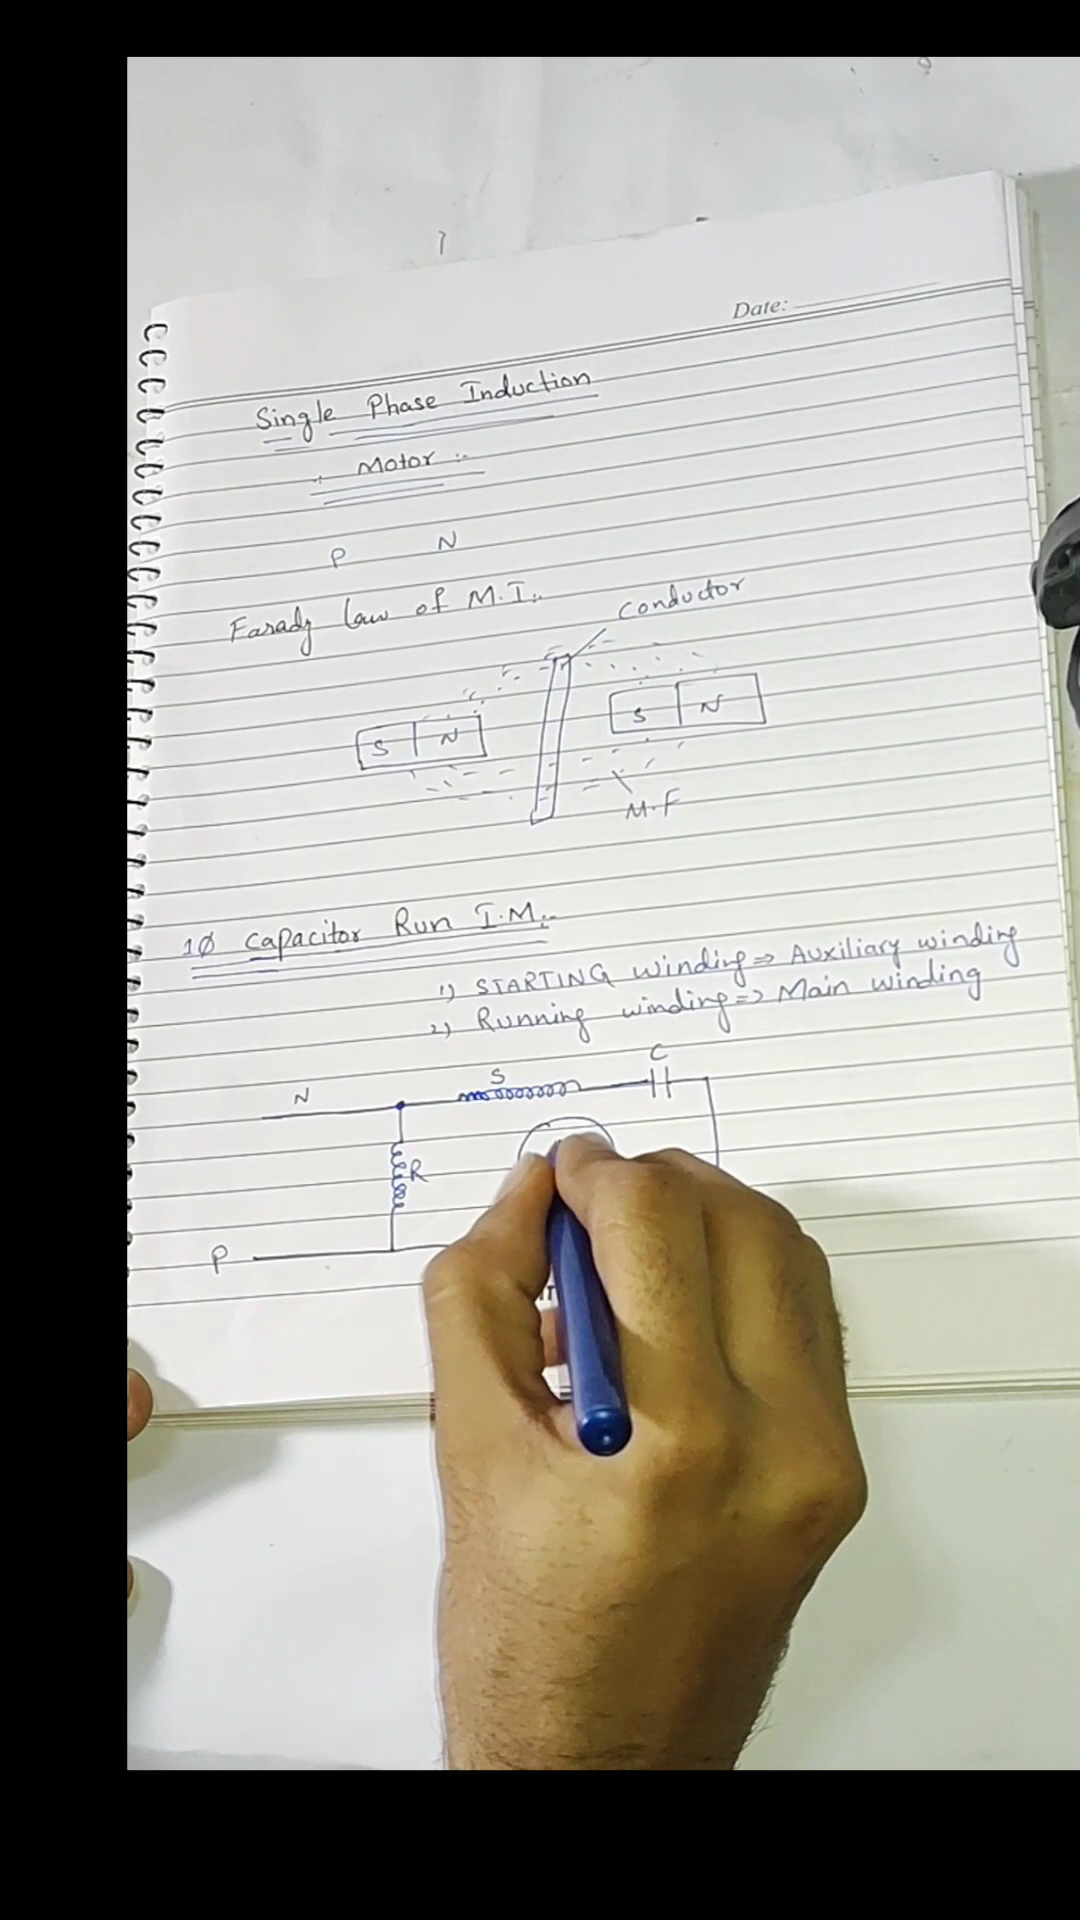 Date:
Single Phase Induction
:. Motor :.
P N
Farady law of M.I:.
Conductor
S N
S N
M.F
1Ø Capacitor Run I.M:.
1) STARTING winding => Auxiliary winding
2) Running winding => Main winding
C
S
N
R
P